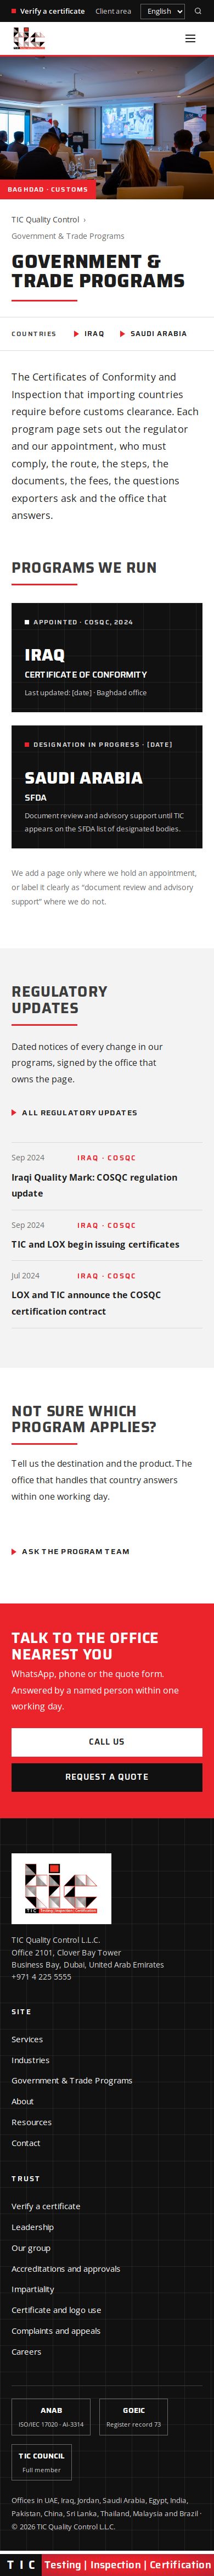 Verify a certificate Client area English
TIC
BAGHDAD · CUSTOMS
TIC Quality Control ›
Government & Trade Programs
GOVERNMENT &
TRADE PROGRAMS
COUNTRIES IRAQ SAUDI ARABIA
The Certificates of Conformity and
Inspection that importing countries
require before customs clearance. Each
program page sets out the regulator
and our appointment, who must
comply, the route, the steps, the
documents, the fees, the questions
exporters ask and the office that
answers.
PROGRAMS WE RUN
APPOINTED · COSQC, 2024
IRAQ
CERTIFICATE OF CONFORMITY
Last updated: [date] · Baghdad office
DESIGNATION IN PROGRESS · [DATE]
SAUDI ARABIA
SFDA
Document review and advisory support until TIC
appears on the SFDA list of designated bodies.
We add a page only where we hold an appointment,
or label it clearly as "document review and advisory
support" where we do not.
REGULATORY
UPDATES
Dated notices of every change in our
programs, signed by the office that
owns the page.
ALL REGULATORY UPDATES
Sep 2024 IRAQ · COSQC
Iraqi Quality Mark: COSQC regulation
update
Sep 2024 IRAQ · COSQC
TIC and LOX begin issuing certificates
Jul 2024 IRAQ · COSQC
LOX and TIC announce the COSQC
certification contract
NOT SURE WHICH
PROGRAM APPLIES?
Tell us the destination and the product. The
office that handles that country answers
within one working day.
ASK THE PROGRAM TEAM
TALK TO THE OFFICE
NEAREST YOU
WhatsApp, phone or the quote form.
Answered by a named person within one
working day.
CALL US
REQUEST A QUOTE
TIC
TIC Testing | Inspection | Certification
TIC Quality Control L.L.C.
Office 2101, Clover Bay Tower
Business Bay, Dubai, United Arab Emirates
+971 4 225 5555
SITE
Services
Industries
Government & Trade Programs
About
Resources
Contact
TRUST
Verify a certificate
Leadership
Our group
Accreditations and approvals
Impartiality
Certificate and logo use
Complaints and appeals
Careers
ANAB
ISO/IEC 17020 · AI-3314
GOEIC
Register record 73
TIC COUNCIL
Full member
Offices in UAE, Iraq, Jordan, Saudi Arabia, Egypt, India,
Pakistan, China, Sri Lanka, Thailand, Malaysia and Brazil ·
© 2026 TIC Quality Control L.L.C.
TIC Testing | Inspection | Certification